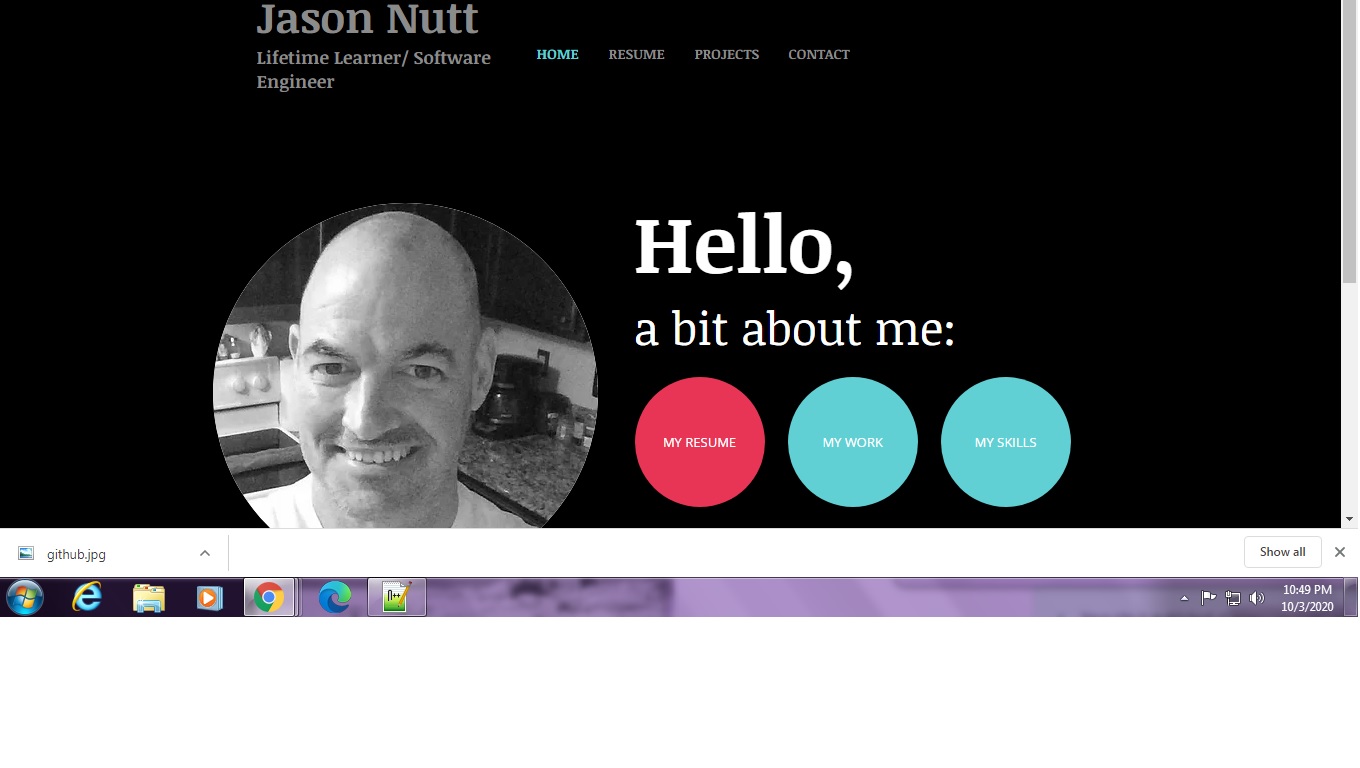 Jason Nutt
Lifetime Learner/ Software
Engineer
HOME RESUME PROJECTS CONTACT
Hello,
a bit about me:
MY RESUME MY WORK MY SKILLS
github.jpg
Show all
N++
10:49 PM
10/3/2020